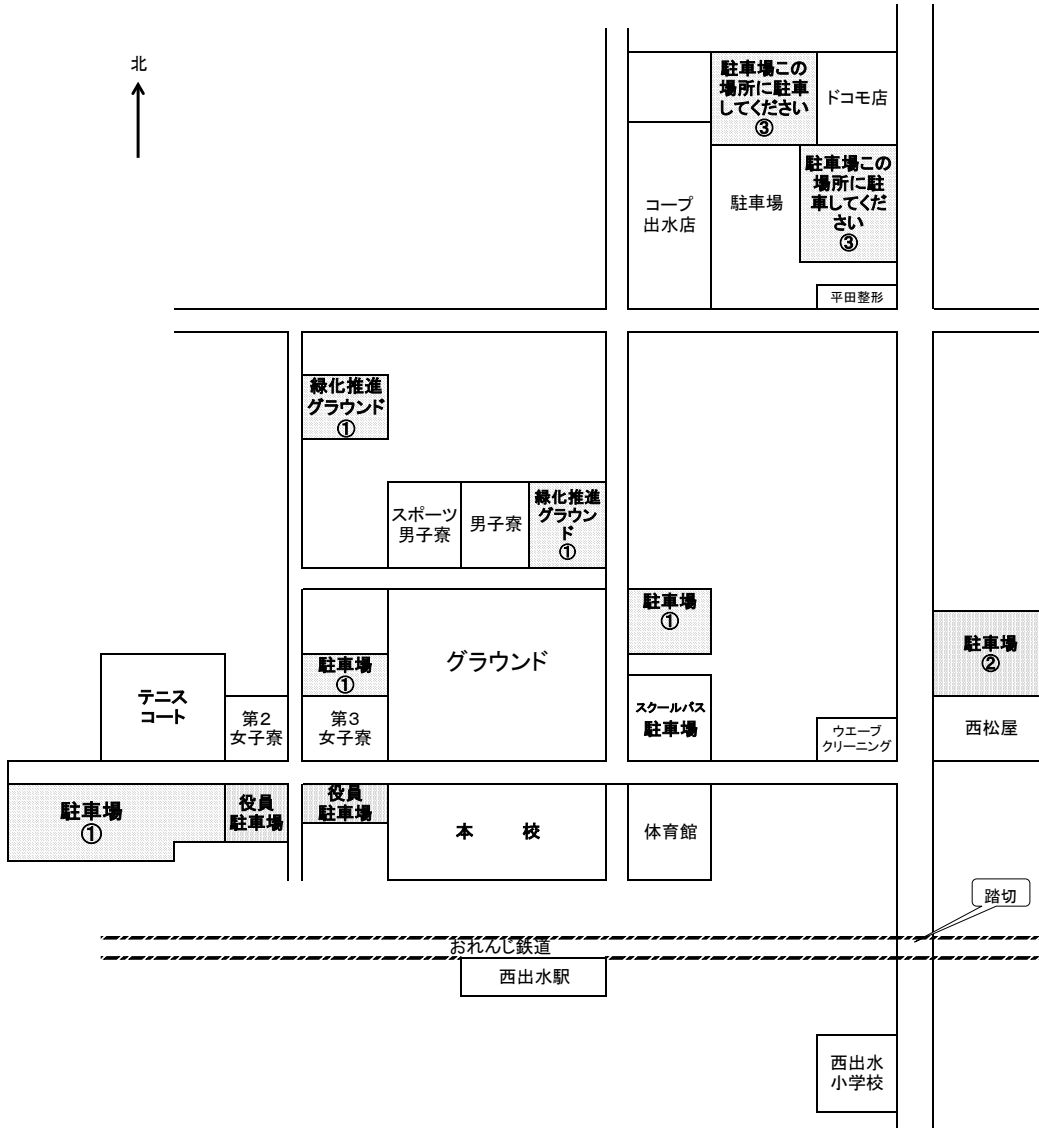 北
駐車場この
場所に駐車
してください
③
ドコモ店
コープ
出水店
駐車場
駐車場この
場所に駐
車してくだ
さい
③
平田整形
緑化推進
グラウンド
①
スポーツ
男子寮
男子寮
緑化推進
グラウン
ド
①
駐車場
①
グラウンド
駐車場
①
駐車場
②
テニス
コート
第2
女子寮
第3
女子寮
スクールバス
駐車場
ウエーブ
クリーニング
西松屋
駐車場
①
役員
駐車場
役員
駐車場
本　校
体育館
踏切
おれんじ鉄道
西出水駅
西出水
小学校